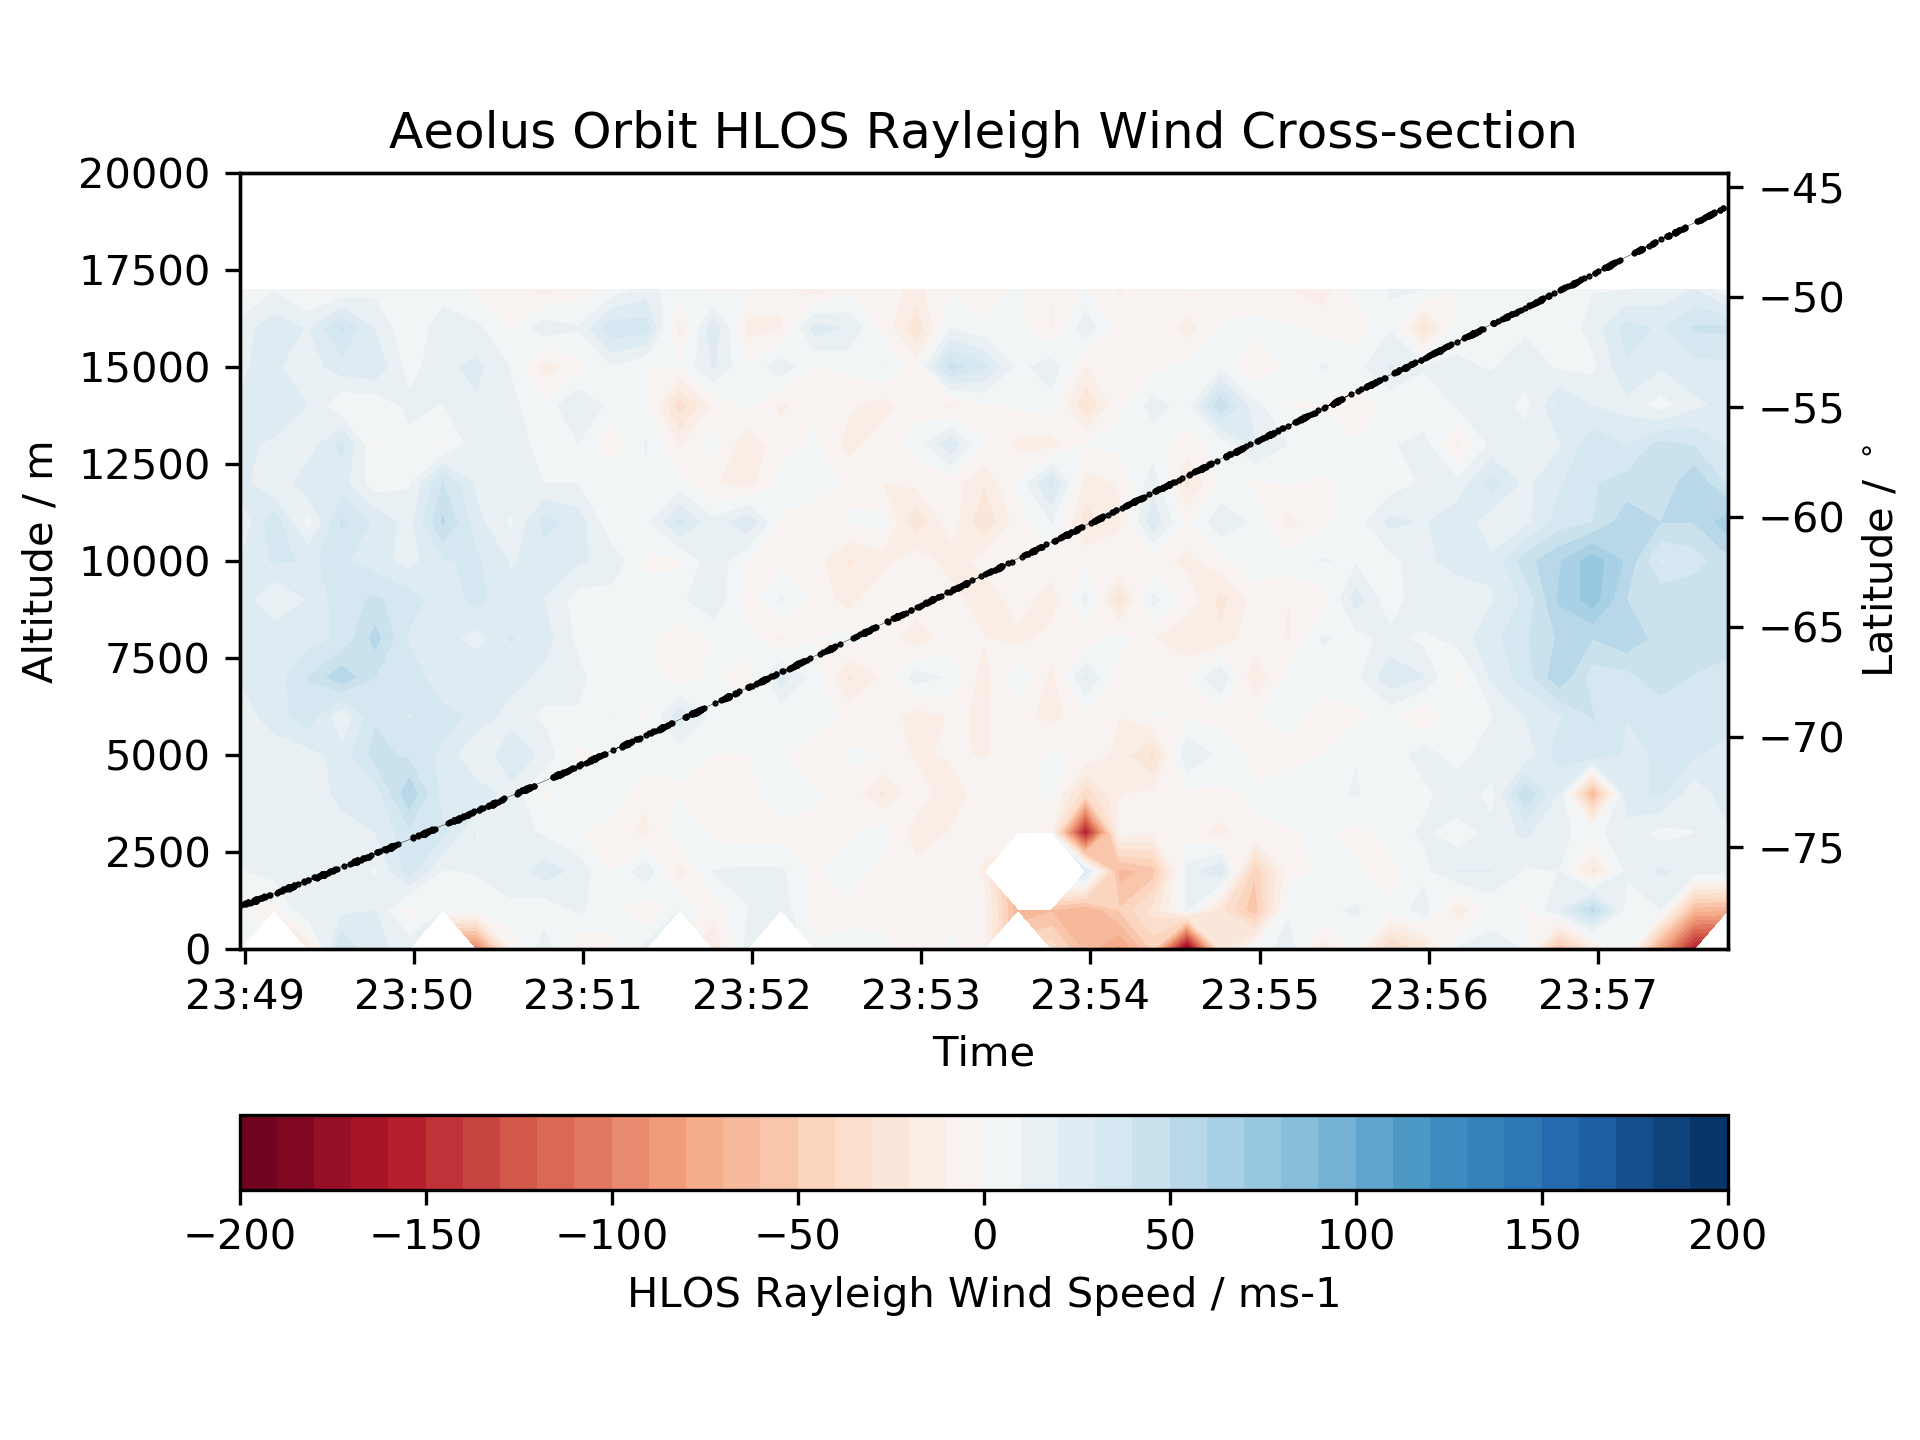 Aeolus Orbit HLOS Rayleigh Wind Cross-section
20000
17500
15000
12500
10000
7500
5000
2500
0
Altitude / m
−45
−50
−55
−60
−65
−70
−75
Latitude / °
23:49 23:50 23:51 23:52 23:53 23:54 23:55 23:56 23:57
Time
−200 −150 −100 −50 0 50 100 150 200
HLOS Rayleigh Wind Speed / ms-1